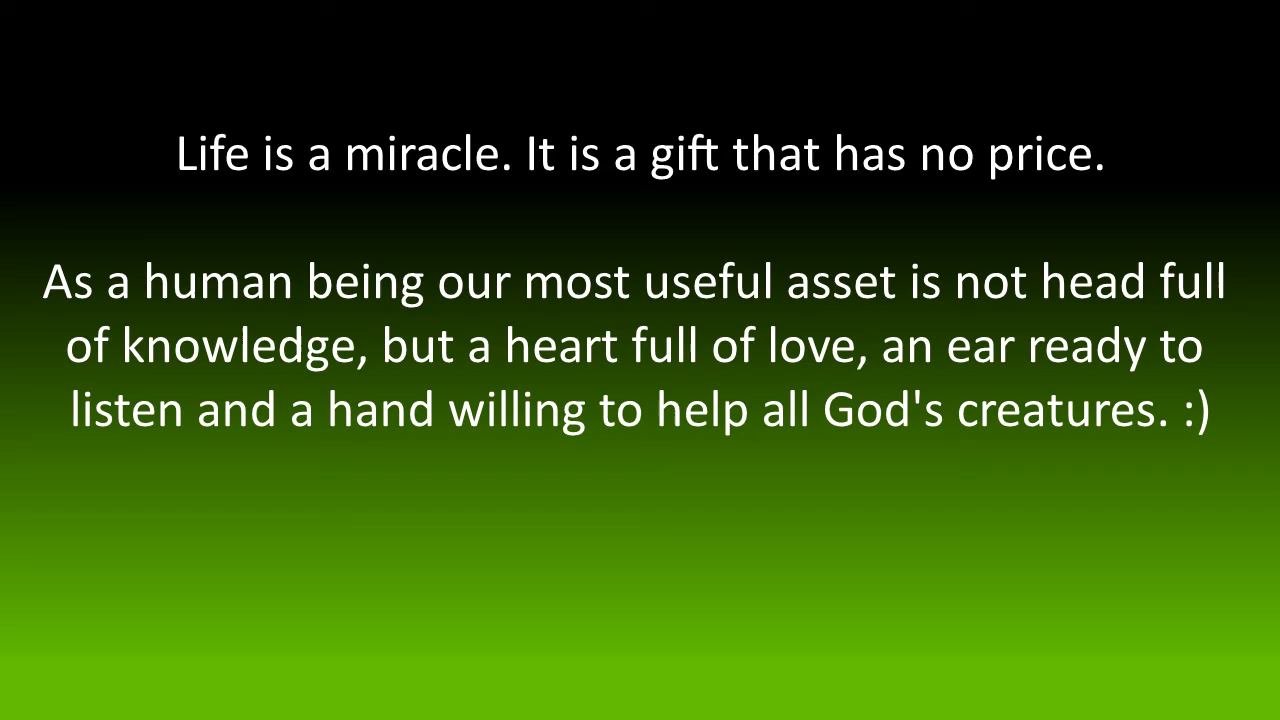 Life is a miracle. It is a gift that has no price.
As a human being our most useful asset is not head full
of knowledge, but a heart full of love, an ear ready to
listen and a hand willing to help all God's creatures. :)